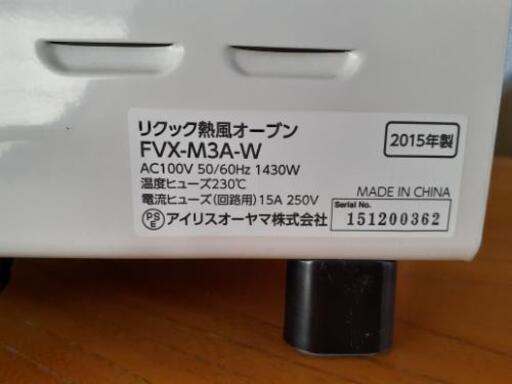 リクック熱風オーブン
FVX-M3A-W
2015年製
AC100V 50/60Hz 1430W
温度ヒューズ230℃
電流ヒューズ(回路用)15A 250V
MADE IN CHINA
PSE アイリスオーヤマ株式会社
Serial No.
151200362